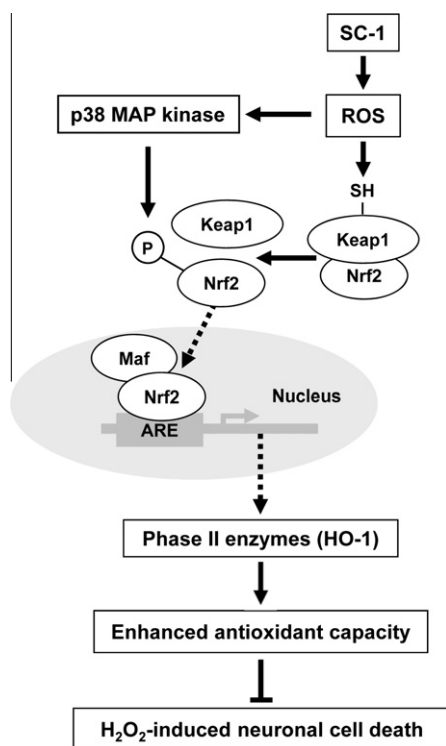 SC-1
p38 MAP kinase
ROS
SH
Keap1
Keap1
P
Nrf2
Nrf2
Maf
Nrf2
Nucleus
ARE
Phase II enzymes (HO-1)
Enhanced antioxidant capacity
H₂O₂-induced neuronal cell death